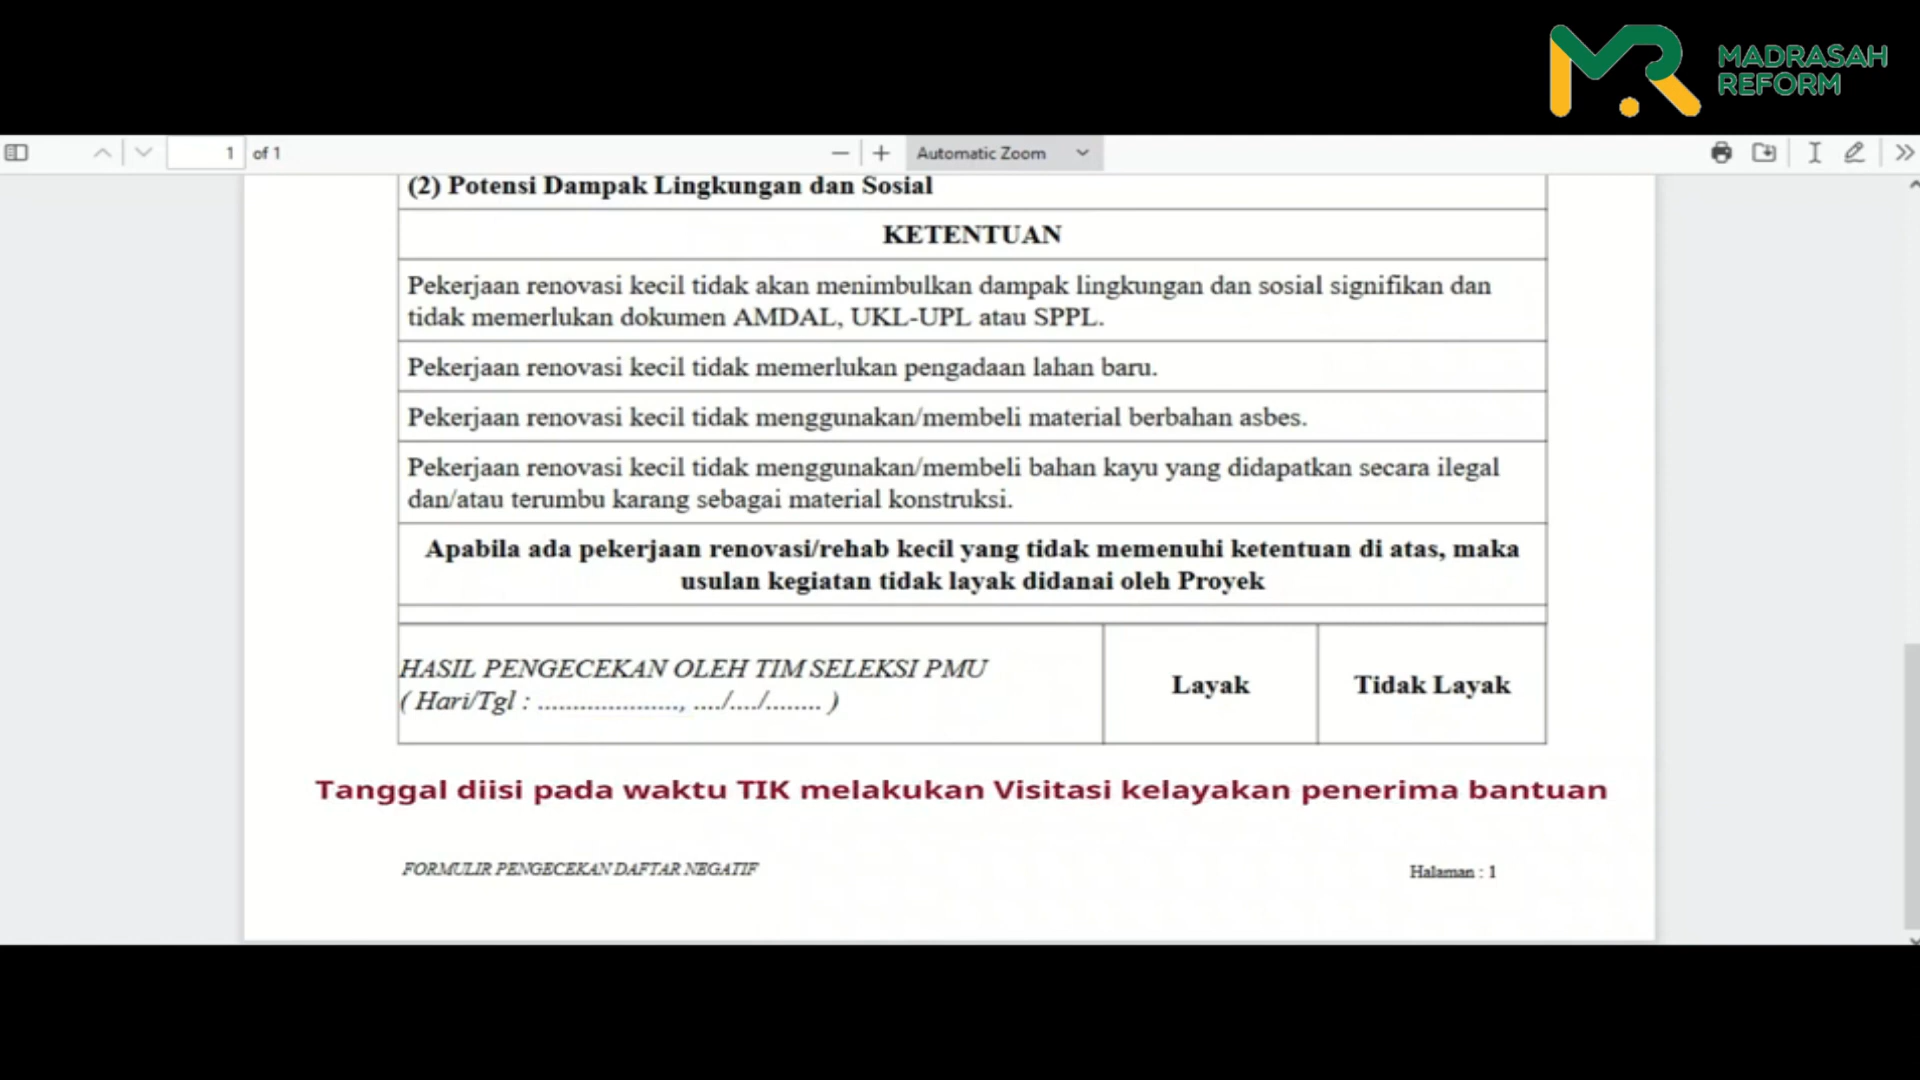 MADRASAH
REFORM
1 of 1
Automatic Zoom
(2) Potensi Dampak Lingkungan dan Sosial
KETENTUAN
Pekerjaan renovasi kecil tidak akan menimbulkan dampak lingkungan dan sosial signifikan dan
tidak memerlukan dokumen AMDAL, UKL-UPL atau SPPL.
Pekerjaan renovasi kecil tidak memerlukan pengadaan lahan baru.
Pekerjaan renovasi kecil tidak menggunakan/membeli material berbahan asbes.
Pekerjaan renovasi kecil tidak menggunakan/membeli bahan kayu yang didapatkan secara ilegal
dan/atau terumbu karang sebagai material konstruksi.
Apabila ada pekerjaan renovasi/rehab kecil yang tidak memenuhi ketentuan di atas, maka
usulan kegiatan tidak layak didanai oleh Proyek
HASIL PENGECEKAN OLEH TIM SELEKSI PMU
( Hari/Tgl : ....................., ..../..../........ )
Layak
Tidak Layak
Tanggal diisi pada waktu TIK melakukan Visitasi kelayakan penerima bantuan
FORMULIR PENGECEKAN DAFTAR NEGATIF
Halaman : 1